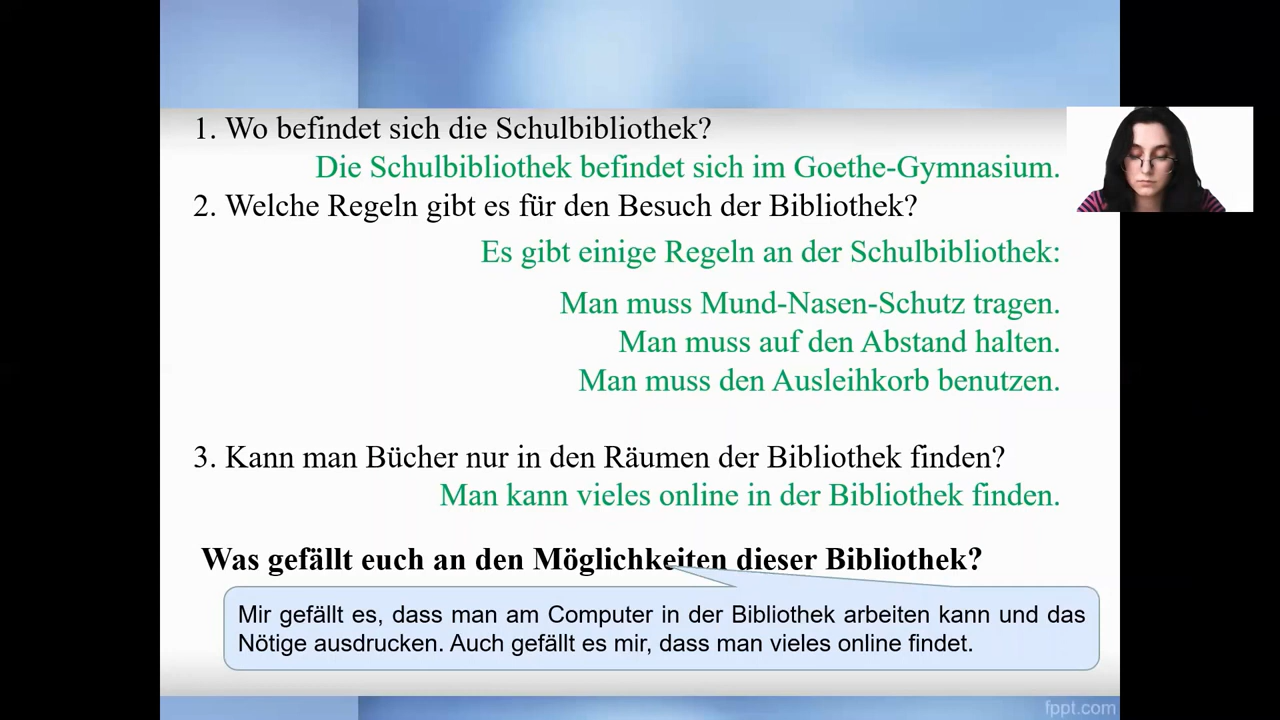 1. Wo befindet sich die Schulbibliothek?
Die Schulbibliothek befindet sich im Goethe-Gymnasium.
2. Welche Regeln gibt es für den Besuch der Bibliothek?
Es gibt einige Regeln an der Schulbibliothek:
Man muss Mund-Nasen-Schutz tragen.
Man muss auf den Abstand halten.
Man muss den Ausleihkorb benutzen.
3. Kann man Bücher nur in den Räumen der Bibliothek finden?
Man kann vieles online in der Bibliothek finden.
Was gefällt euch an den Möglichkeiten dieser Bibliothek?
Mir gefällt es, dass man am Computer in der Bibliothek arbeiten kann und das
Nötige ausdrucken. Auch gefällt es mir, dass man vieles online findet.
fppt.com